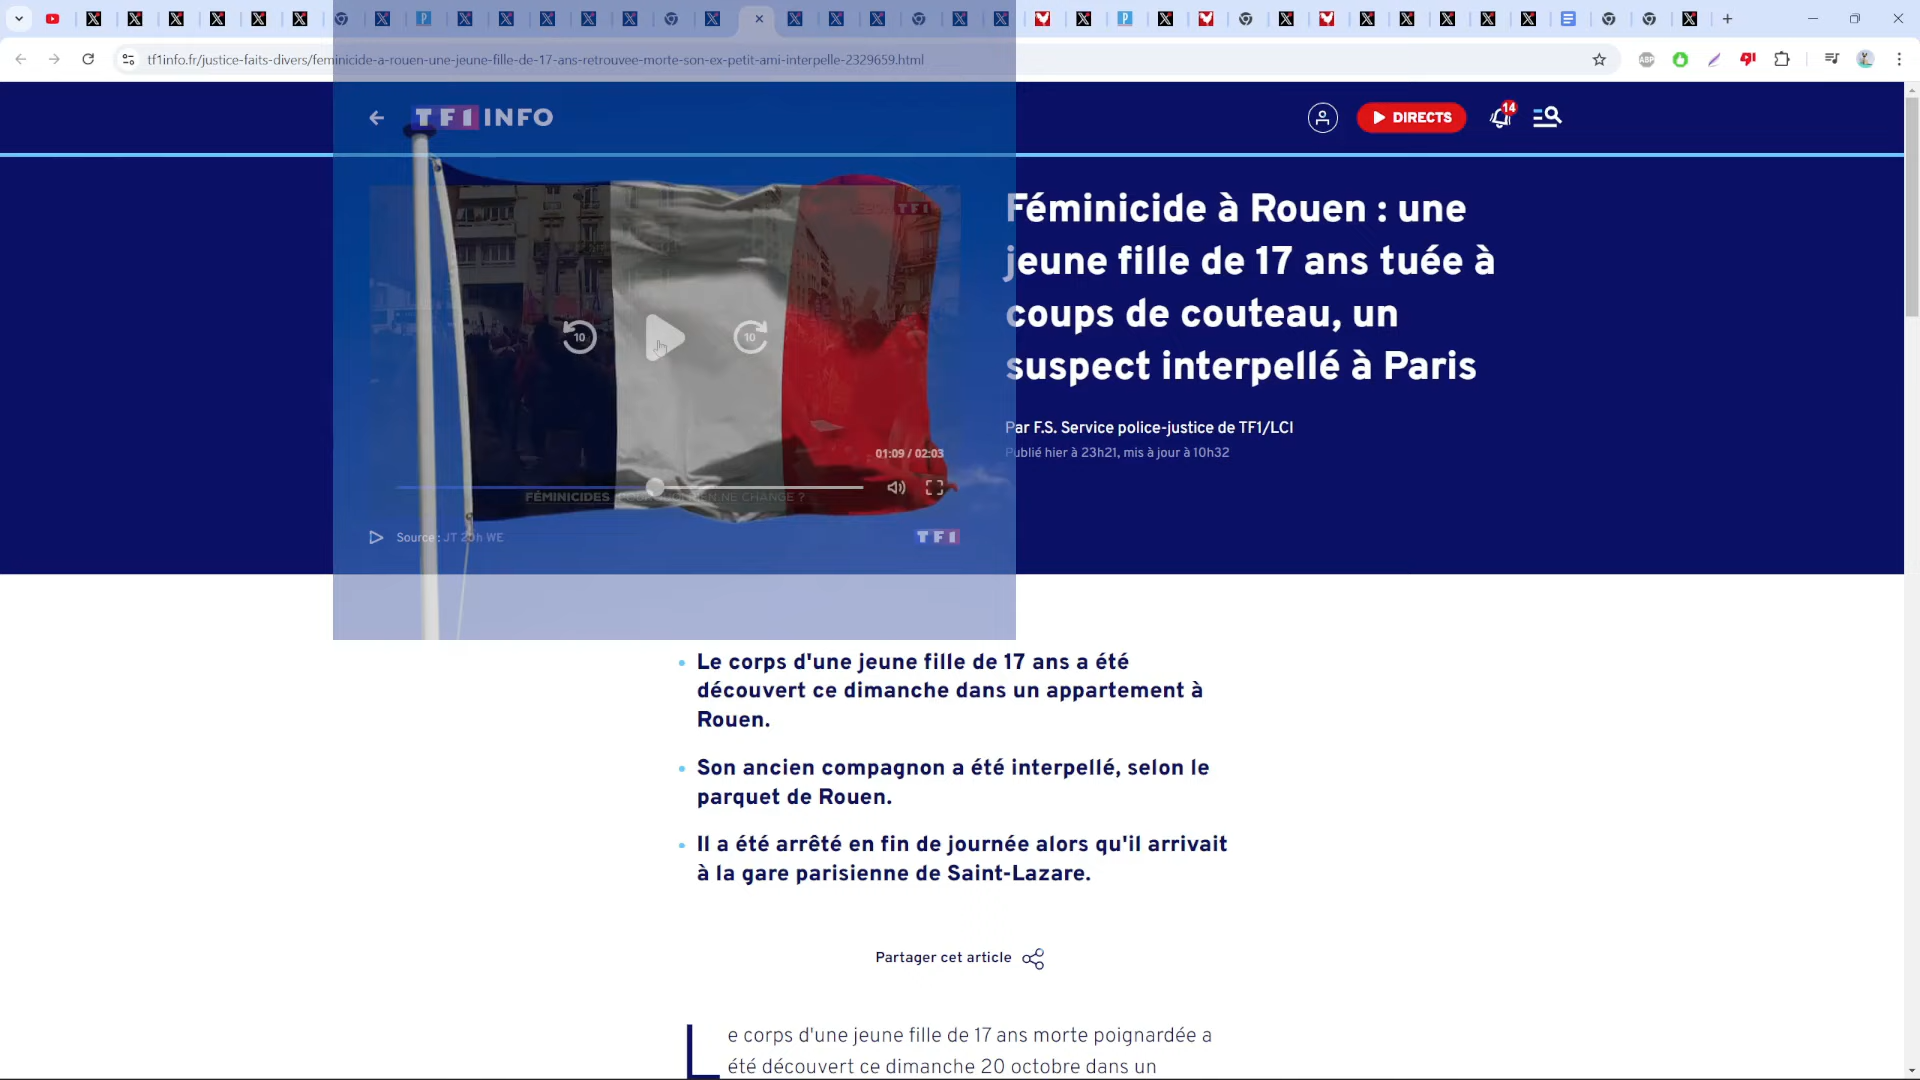 tf1info.fr/justice-faits-divers/feminicide-a-rouen-une-jeune-fille-de-17-ans-retrouvee-morte-son-ex-petit-ami-interpelle-2329659.html
ABP
TF1 INFO
DIRECTS
14
TF1
Féminicide à Rouen : une
jeune fille de 17 ans tuée à
coups de couteau, un
suspect interpellé à Paris
10
10
Par F.S. Service police-justice de TF1/LCI
Publié hier à 23h21, mis à jour à 10h32
01:09 / 02:03
FÉMINICIDES : POURQUOI RIEN NE CHANGE ?
Source : JT 20h WE
TF1
Le corps d'une jeune fille de 17 ans a été
découvert ce dimanche dans un appartement à
Rouen.
Son ancien compagnon a été interpellé, selon le
parquet de Rouen.
Il a été arrêté en fin de journée alors qu'il arrivait
à la gare parisienne de Saint-Lazare.
Partager cet article
Le corps d'une jeune fille de 17 ans morte poignardée a
été découvert ce dimanche 20 octobre dans un